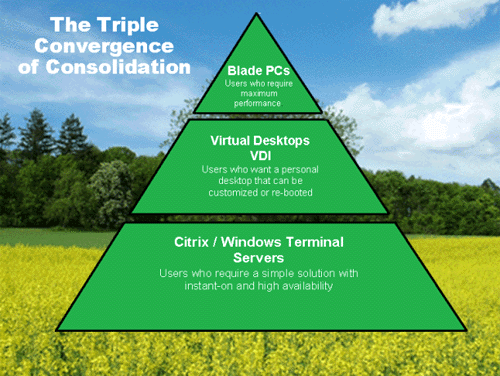 The Triple
Convergence
of Consolidation
Blade PCs
Users who require
maximum
performance
Virtual Desktops
VDI
Users who want a personal
desktop that can be
customized or re-booted
Citrix / Windows Terminal
Servers
Users who require a simple solution with
instant-on and high availability